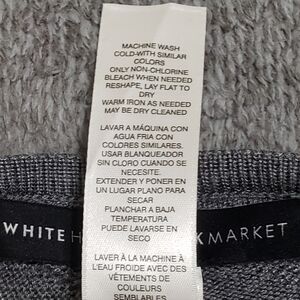 MACHINE WASH
COLD-WITH SIMILAR
COLORS
ONLY NON-CHLORINE
BLEACH WHEN NEEDED
RESHAPE, LAY FLAT TO
DRY
WARM IRON AS NEEDED
MAY BE DRY CLEANED
LAVAR A MÁQUINA CON
AGUA FRIA CON
COLORES SIMILARES.
USAR BLANQUEADOR
SIN CLORO CUANDO SE
NECESITE.
EXTENDER Y PONER EN
UN LUGAR PLANO PARA
SECAR
PLANCHAR A BAJA
TEMPERATURA
PUEDE LAVARSE EN
SECO
WHITE MARKET
LAVER À LA MACHINE À
L'EAU FROIDE AVEC DES
VÊTEMENTS DE
COULEURS
SEMBLABLES